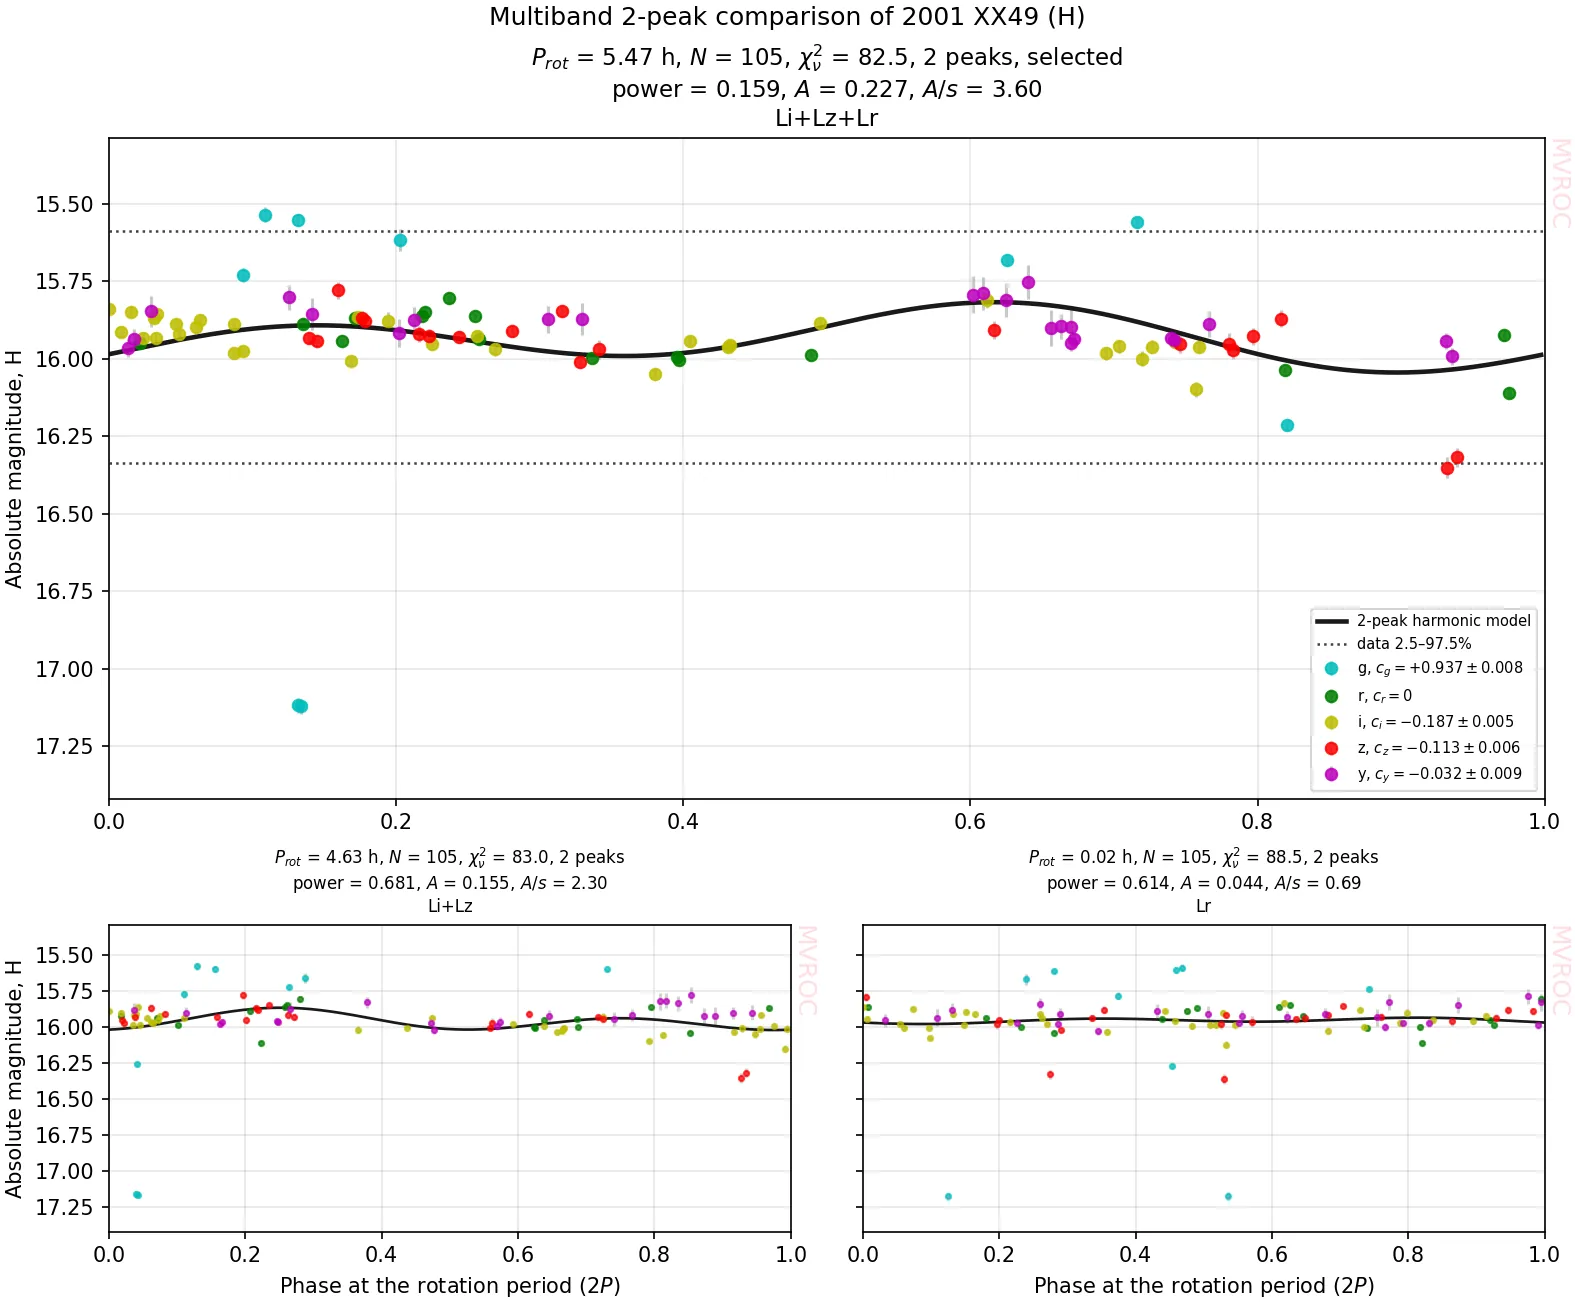 Multiband 2-peak comparison of 2001 XX49 (H)
P_rot = 5.47 h, N = 105, χ²_ν = 82.5, 2 peaks, selected
power = 0.159, A = 0.227, A/s = 3.60
Li+Lz+Lr
MVROC
Absolute magnitude, H
15.50
15.75
16.00
16.25
16.50
16.75
17.00
17.25
2-peak harmonic model
data 2.5–97.5%
g, c_g = +0.937 ± 0.008
r, c_r = 0
i, c_i = −0.187 ± 0.005
z, c_z = −0.113 ± 0.006
y, c_y = −0.032 ± 0.009
0.0 0.2 0.4 0.6 0.8 1.0
P_rot = 4.63 h, N = 105, χ²_ν = 83.0, 2 peaks
power = 0.681, A = 0.155, A/s = 2.30
Li+Lz
MVROC
Absolute magnitude, H
15.50
15.75
16.00
16.25
16.50
16.75
17.00
17.25
0.0 0.2 0.4 0.6 0.8 1.0
Phase at the rotation period (2P)
P_rot = 0.02 h, N = 105, χ²_ν = 88.5, 2 peaks
power = 0.614, A = 0.044, A/s = 0.69
Lr
MVROC
0.0 0.2 0.4 0.6 0.8 1.0
Phase at the rotation period (2P)